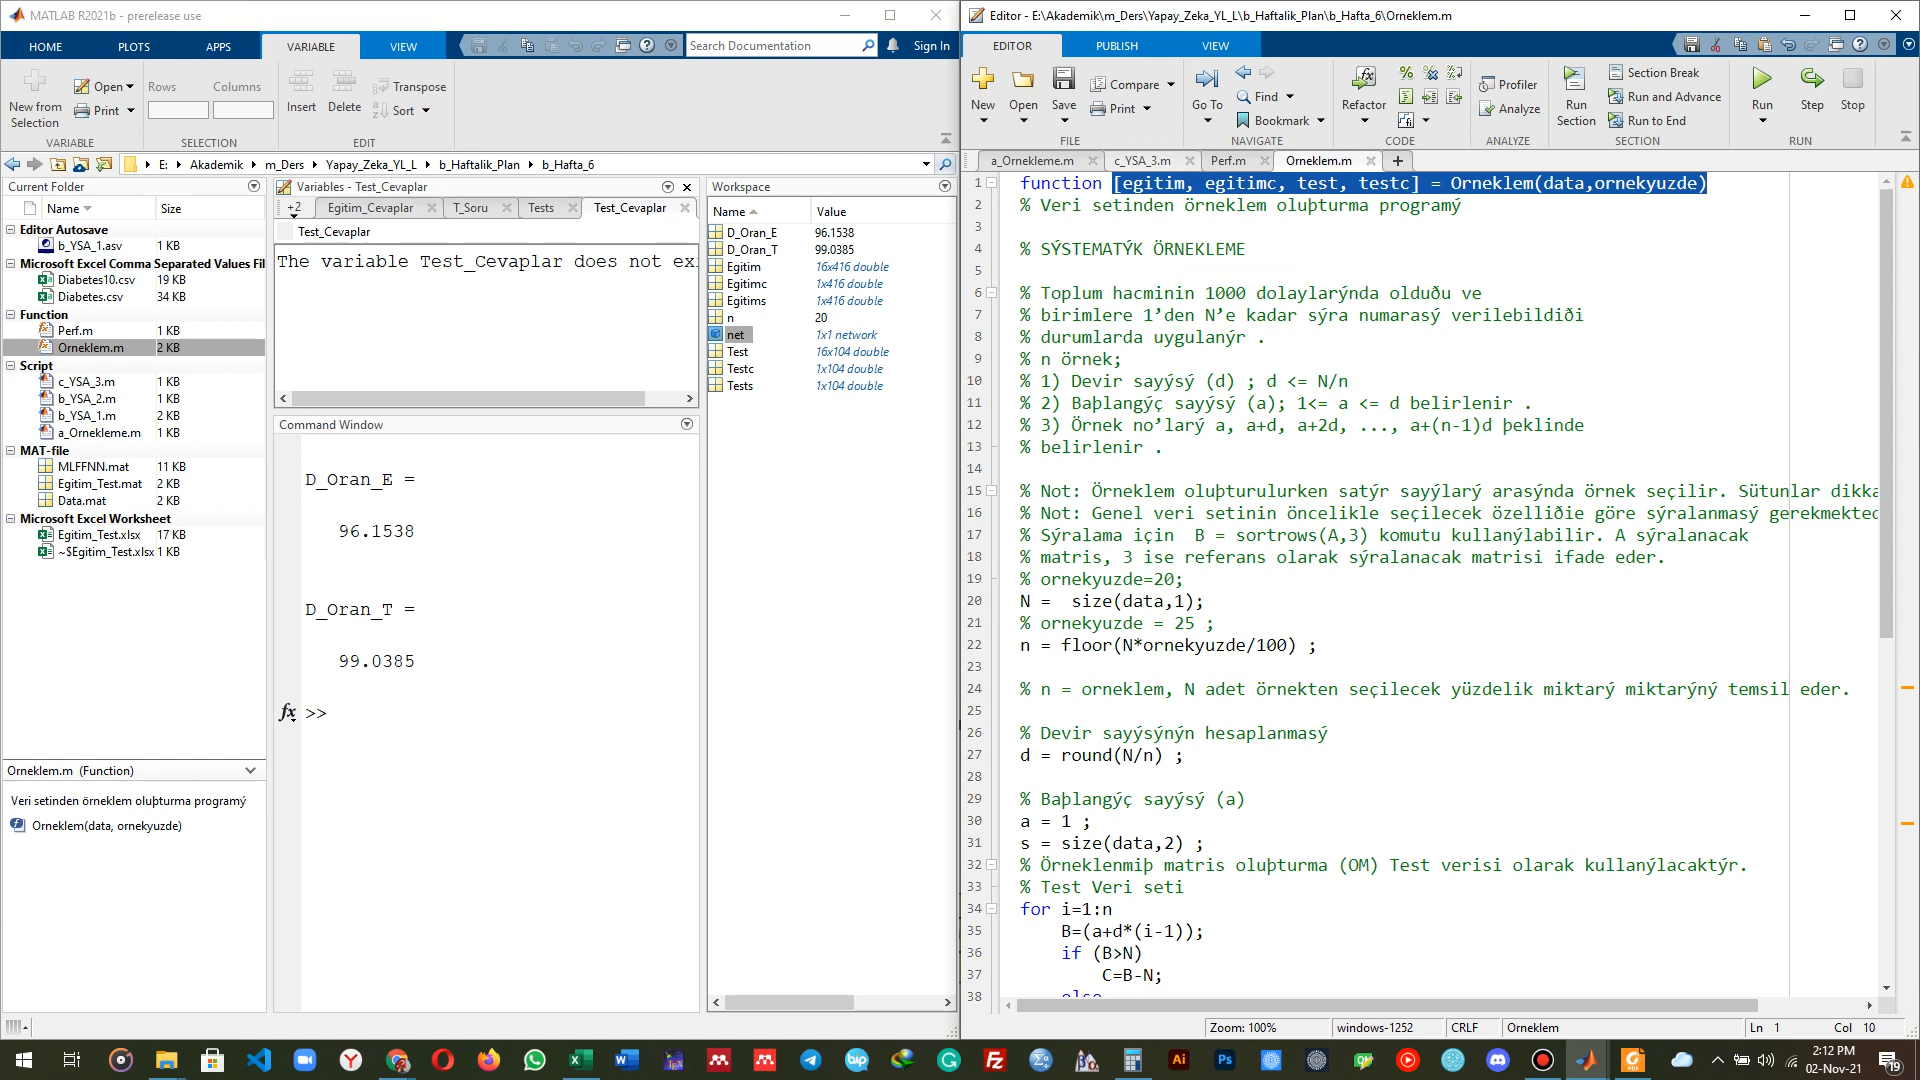 MATLAB R2021b - prerelease use
HOME PLOTS APPS VARIABLE VIEW
Search Documentation
Sign In
New from Selection
Open
Print
Rows Columns
Insert Delete
Transpose
Sort
VARIABLE SELECTION EDIT
E: Akademik m_Ders Yapay_Zeka_YL_L b_Haftalik_Plan b_Hafta_6
Current Folder
Name Size
Editor Autosave
b_YSA_1.asv 1 KB
Microsoft Excel Comma Separated Values Fil
Diabetes10.csv 19 KB
Diabetes.csv 34 KB
Function
Perf.m 1 KB
Orneklem.m 2 KB
Script
c_YSA_3.m 1 KB
b_YSA_2.m 1 KB
b_YSA_1.m 2 KB
a_Ornekleme.m 1 KB
MAT-file
MLFFNN.mat 11 KB
Egitim_Test.mat 2 KB
Data.mat 2 KB
Microsoft Excel Worksheet
Egitim_Test.xlsx 17 KB
~$Egitim_Test.xlsx 1 KB
Orneklem.m (Function)
Veri setinden örneklem oluþturma programý
Orneklem(data, ornekyuzde)
Variables - Test_Cevaplar
+2 Egitim_Cevaplar T_Soru Tests Test_Cevaplar
Test_Cevaplar
The variable Test_Cevaplar does not ex
Command Window
D_Oran_E =
96.1538
D_Oran_T =
99.0385
fx >>
Workspace
Name Value
D_Oran_E 96.1538
D_Oran_T 99.0385
Egitim 16x416 double
Egitimc 1x416 double
Egitims 1x416 double
n 20
net 1x1 network
Test 16x104 double
Testc 1x104 double
Tests 1x104 double
Editor - E:\Akademik\m_Ders\Yapay_Zeka_YL_L\b_Haftalik_Plan\b_Hafta_6\Orneklem.m
EDITOR PUBLISH VIEW
New Open Save
Compare
Print
Go To
Find
Bookmark
Refactor
Profiler
Analyze
Run Section
Section Break
Run and Advance
Run to End
Run Step Stop
FILE NAVIGATE CODE ANALYZE SECTION RUN
a_Ornekleme.m c_YSA_3.m Perf.m Orneklem.m +
1 function [egitim, egitimc, test, testc] = Orneklem(data,ornekyuzde)
2 % Veri setinden örneklem oluþturma programý
3
4 % SÝSTEMATÝK ÖRNEKLEME
5
6 % Toplum hacminin 1000 dolaylarýnda olduðu ve
7 % birimlere 1’den N’e kadar sýra numarasý verilebildiði
8 % durumlarda uygulanýr .
9 % n örnek;
10 % 1) Devir sayýsý (d) ; d <= N/n
11 % 2) Baþlangýç sayýsý (a); 1<= a <= d belirlenir .
12 % 3) Örnek no’larý a, a+d, a+2d, ..., a+(n-1)d þeklinde
13 % belirlenir .
14
15 % Not: Örneklem oluþturulurken satýr sayýlarý arasýnda örnek seçilir. Sütunlar dikka
16 % Not: Genel veri setinin öncelikle seçilecek özelliðie göre sýralanmasý gerekmektec
17 % Sýralama için B = sortrows(A,3) komutu kullanýlabilir. A sýralanacak
18 % matris, 3 ise referans olarak sýralanacak matrisi ifade eder.
19 % ornekyuzde=20;
20 N = size(data,1);
21 % ornekyuzde = 25 ;
22 n = floor(N*ornekyuzde/100) ;
23
24 % n = orneklem, N adet örnekten seçilecek yüzdelik miktarý miktarýný temsil eder.
25
26 % Devir sayýsýnýn hesaplanmasý
27 d = round(N/n) ;
28
29 % Baþlangýç sayýsý (a)
30 a = 1 ;
31 s = size(data,2) ;
32 % Örneklenmiþ matris oluþturma (OM) Test verisi olarak kullanýlacaktýr.
33 % Test Veri seti
34 for i=1:n
35 B=(a+d*(i-1));
36 if (B>N)
37 C=B-N;
38 else
Zoom: 100% windows-1252 CRLF Orneklem Ln 1 Col 10
2:12 PM
02-Nov-21
19